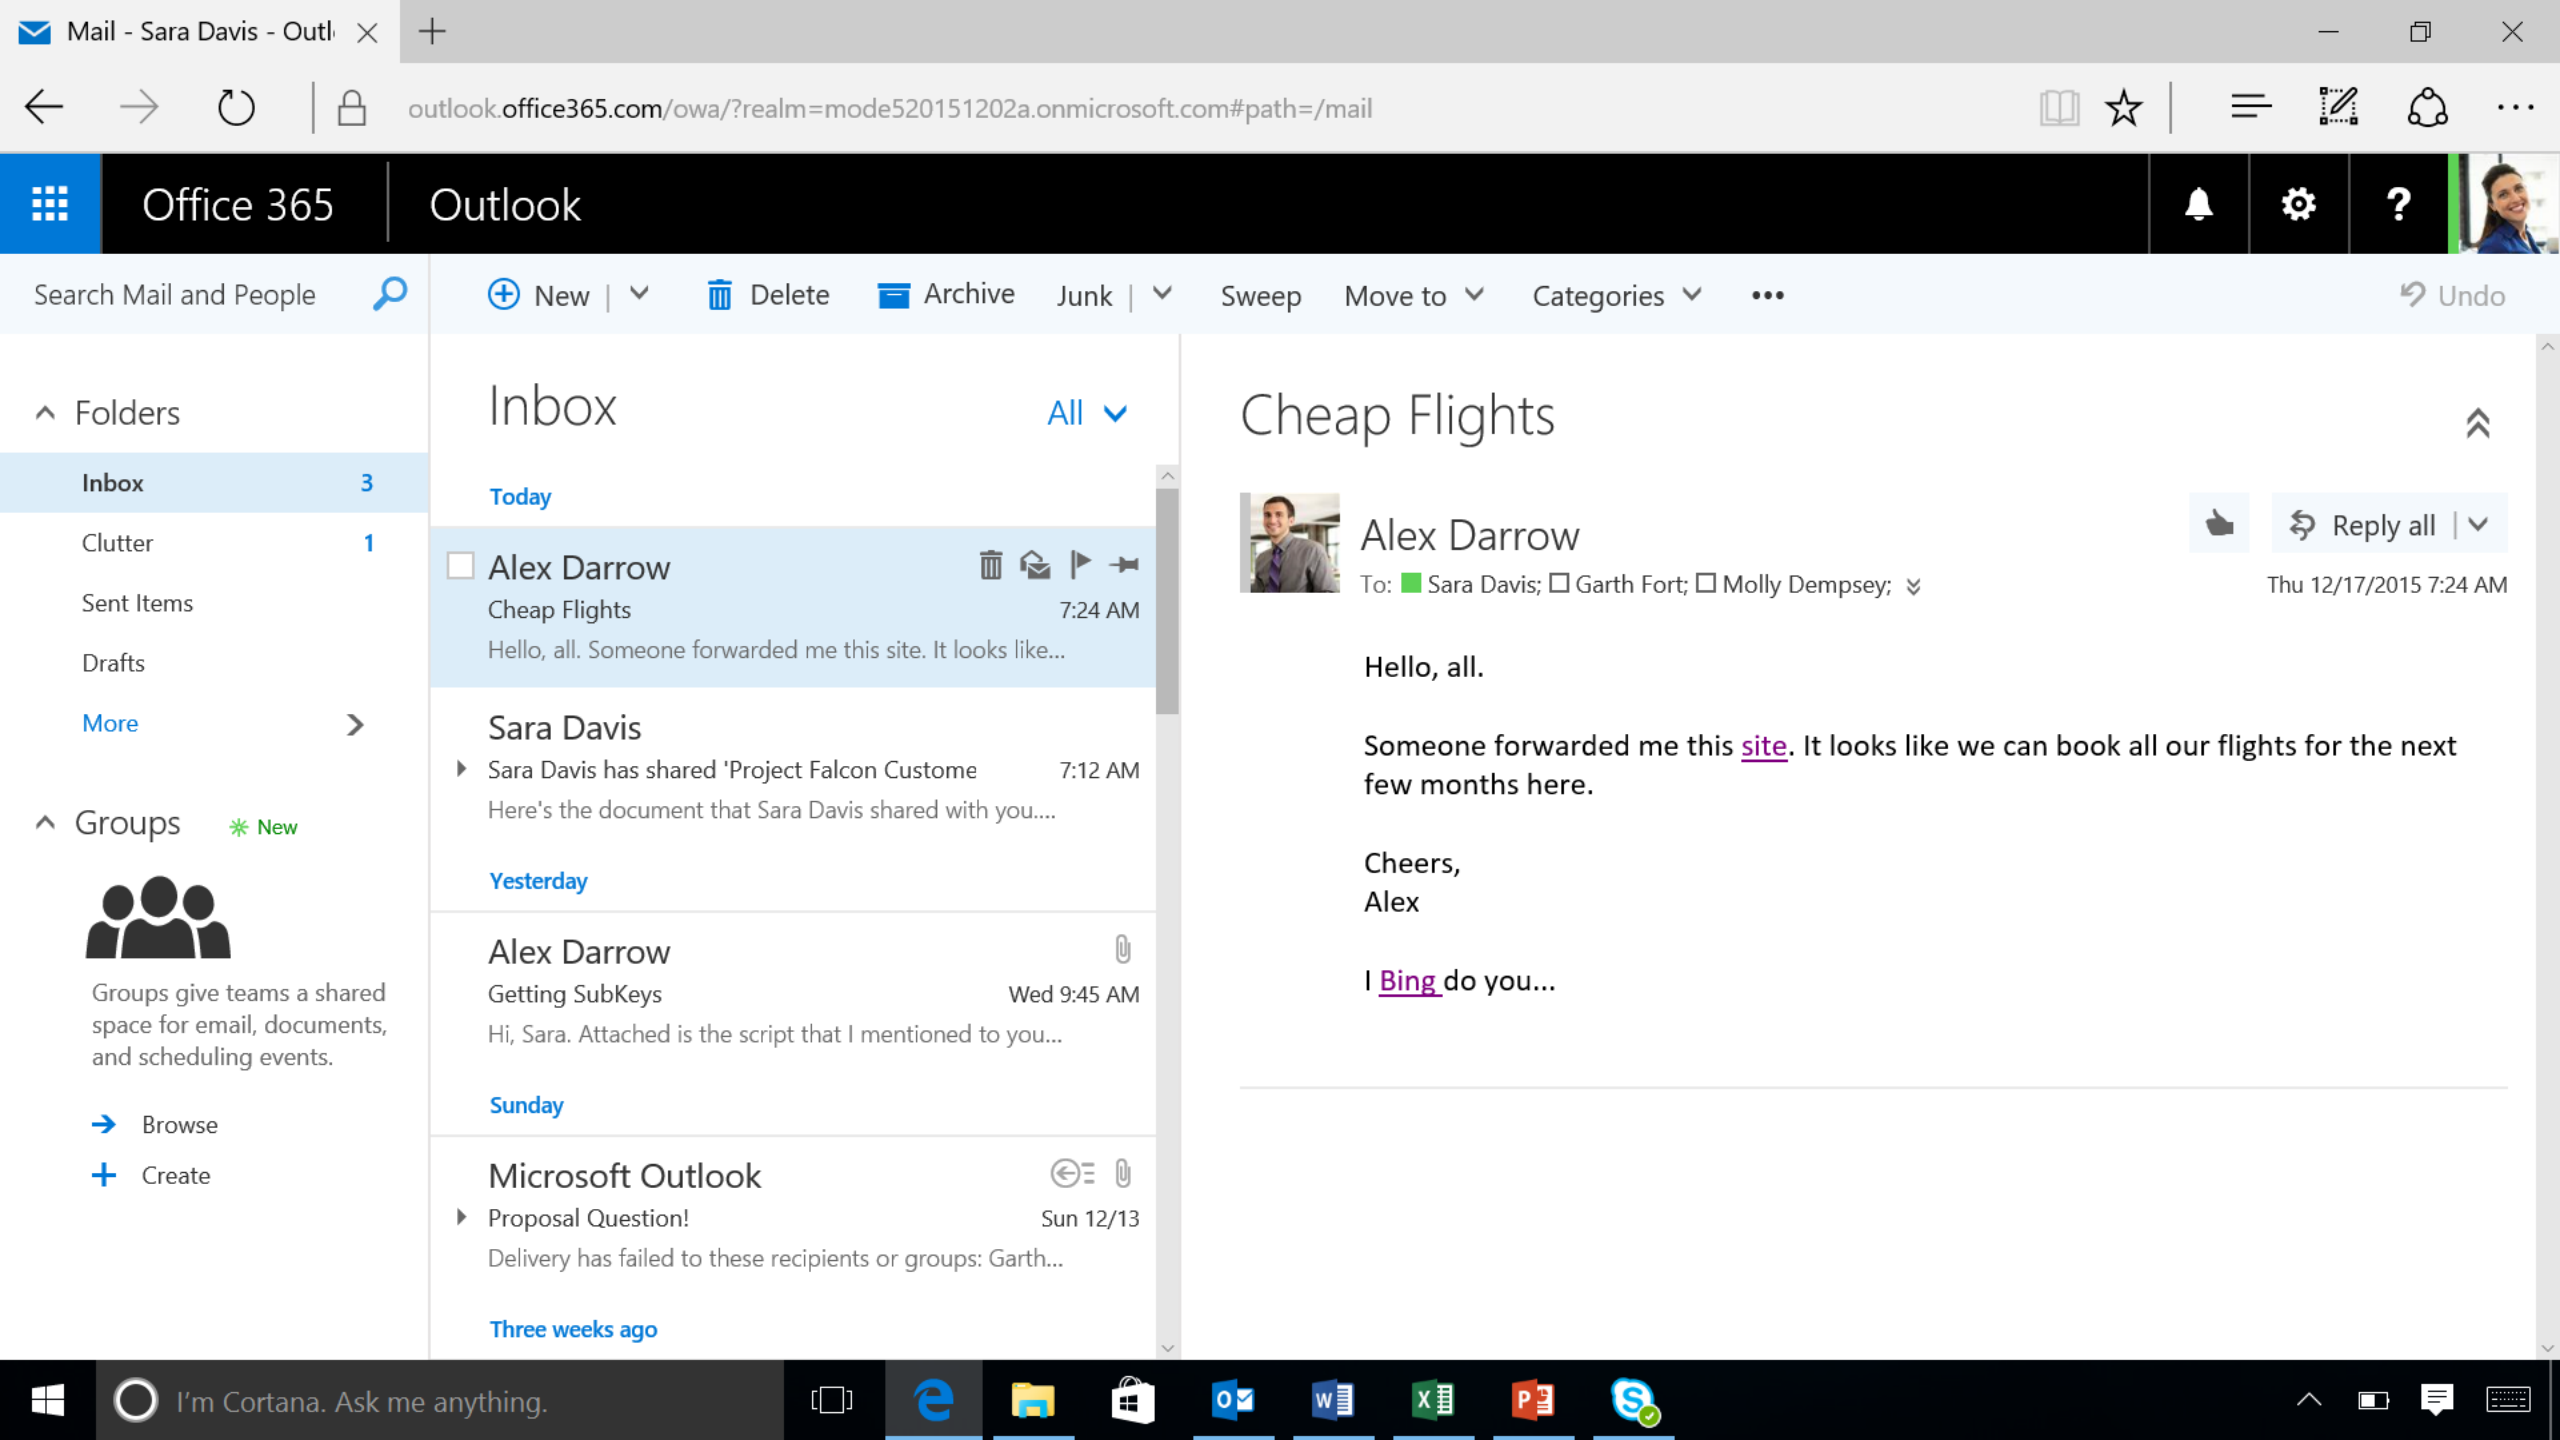 Mail - Sara Davis - Outl
outlook.office365.com/owa/?realm=mode520151202a.onmicrosoft.com#path=/mail
Office 365
Outlook
?
Search Mail and People
New
Delete
Archive
Junk
Sweep
Move to
Categories
Undo
Folders
Inbox 3
Clutter 1
Sent Items
Drafts
More
Groups
New
Groups give teams a shared
space for email, documents,
and scheduling events.
Browse
Create
Inbox
All
Today
Alex Darrow
Cheap Flights 7:24 AM
Hello, all. Someone forwarded me this site. It looks like...
Sara Davis
Sara Davis has shared 'Project Falcon Custome 7:12 AM
Here's the document that Sara Davis shared with you....
Yesterday
Alex Darrow
Getting SubKeys Wed 9:45 AM
Hi, Sara. Attached is the script that I mentioned to you...
Sunday
Microsoft Outlook
Proposal Question! Sun 12/13
Delivery has failed to these recipients or groups: Garth...
Three weeks ago
Cheap Flights
Alex Darrow
Reply all
To: Sara Davis; Garth Fort; Molly Dempsey;
Thu 12/17/2015 7:24 AM
Hello, all.
Someone forwarded me this site. It looks like we can book all our flights for the next
few months here.
Cheers,
Alex
I Bing do you...
I'm Cortana. Ask me anything.